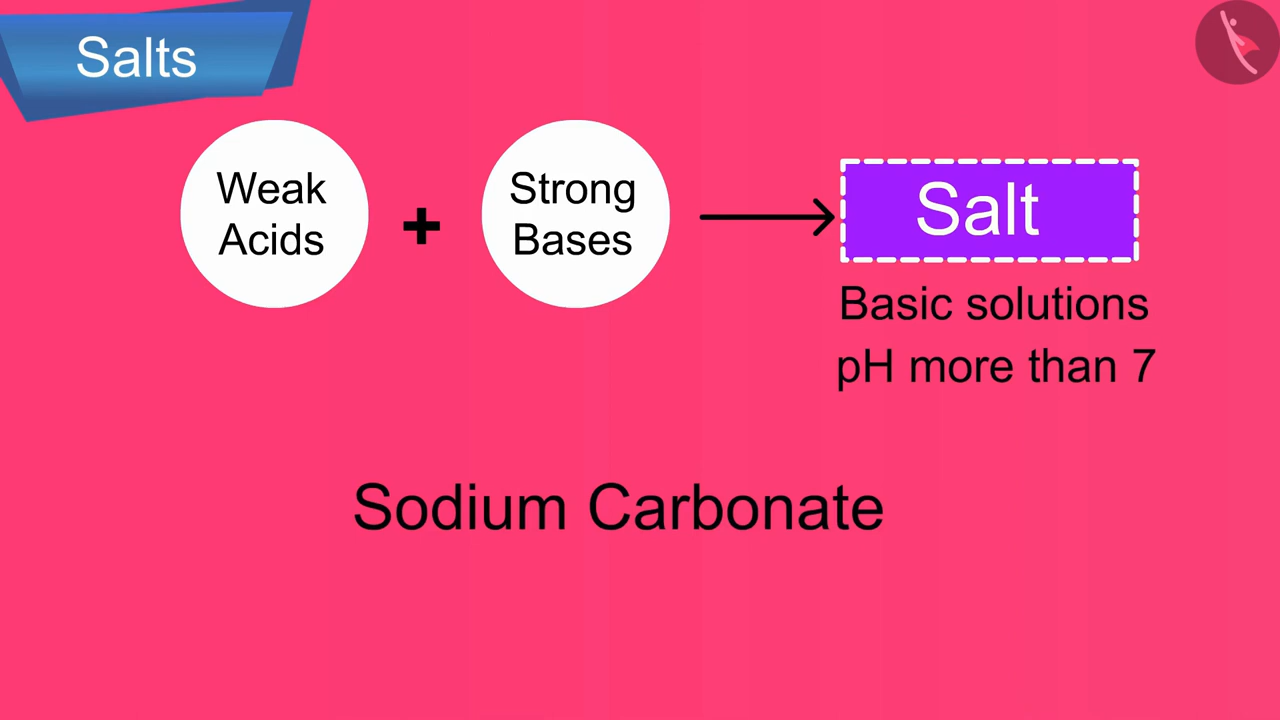 Salts
Weak
Acids
+
Strong
Bases
Salt
Basic solutions
pH more than 7
Sodium Carbonate